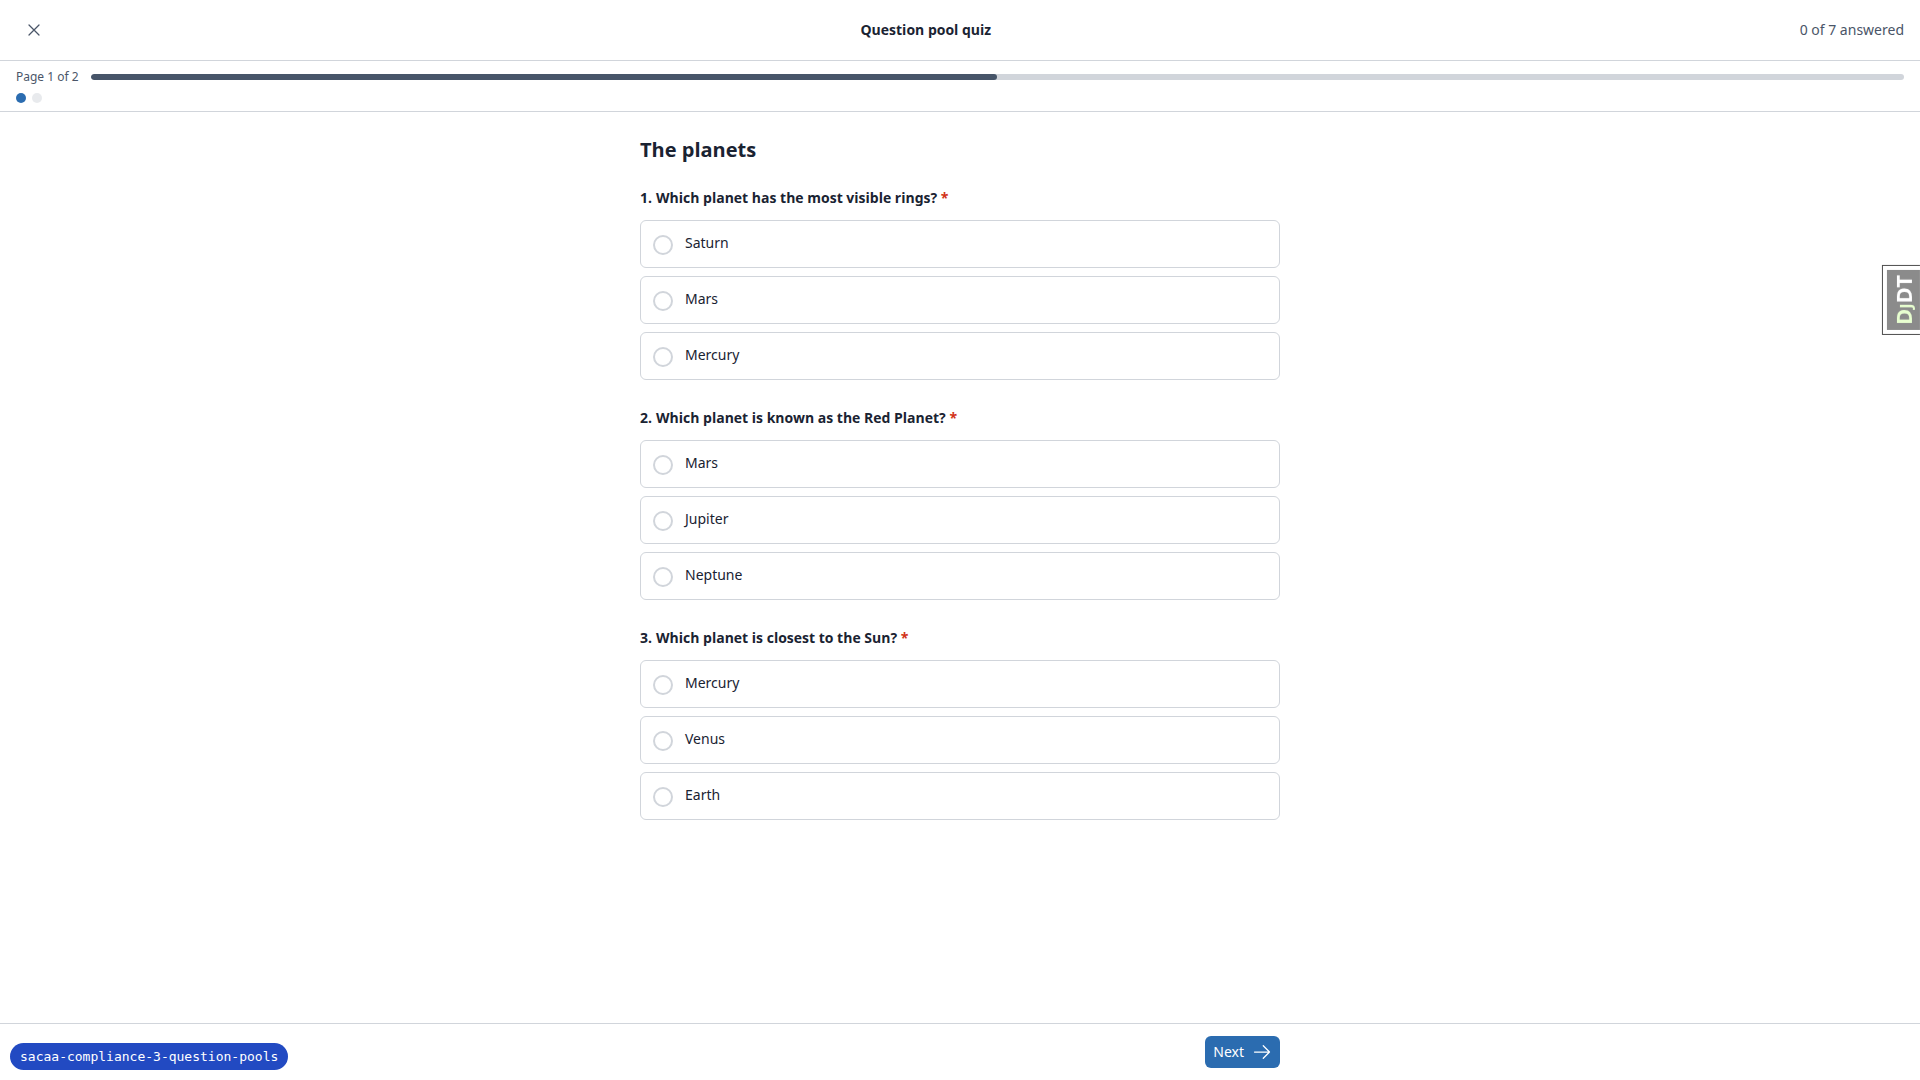 Question pool quiz
0 of 7 answered
Page 1 of 2
The planets
1. Which planet has the most visible rings? *
Saturn
Mars
Mercury
2. Which planet is known as the Red Planet? *
Mars
Jupiter
Neptune
3. Which planet is closest to the Sun? *
Mercury
Venus
Earth
DJDT
sacaa-compliance-3-question-pools
Next